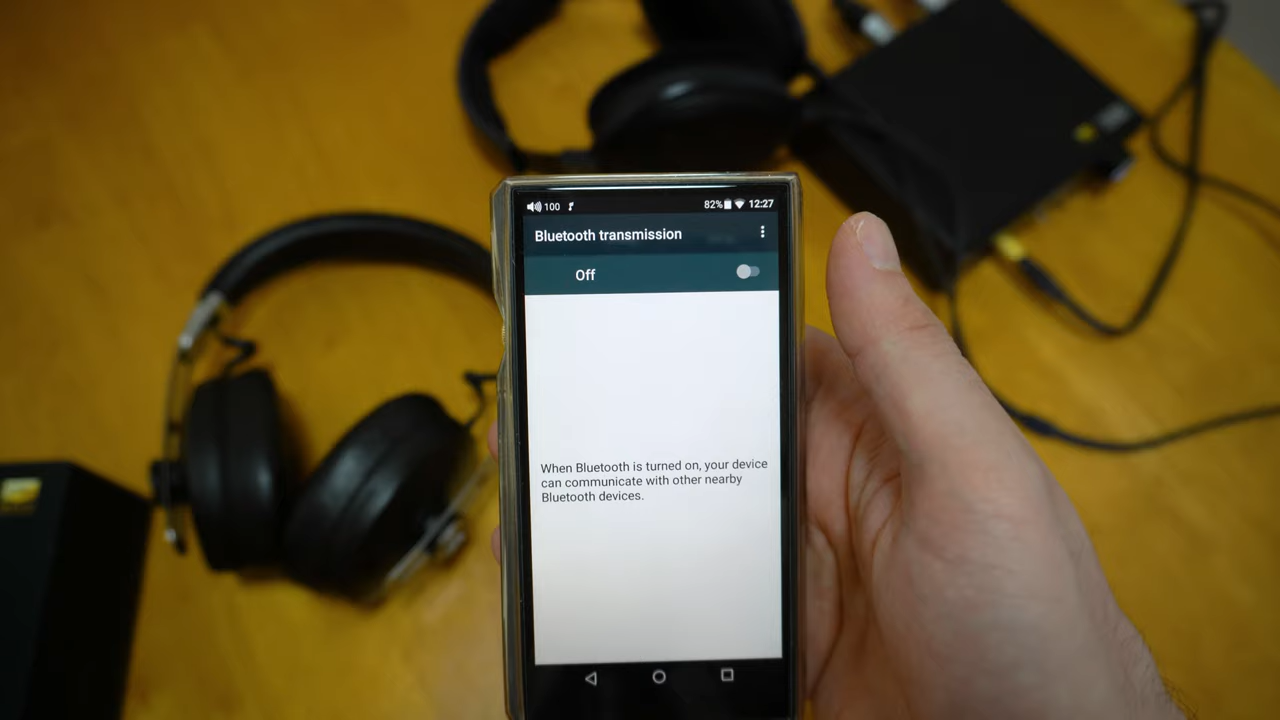 100 82% 12:27
Bluetooth transmission
Off
When Bluetooth is turned on, your device
can communicate with other nearby
Bluetooth devices.